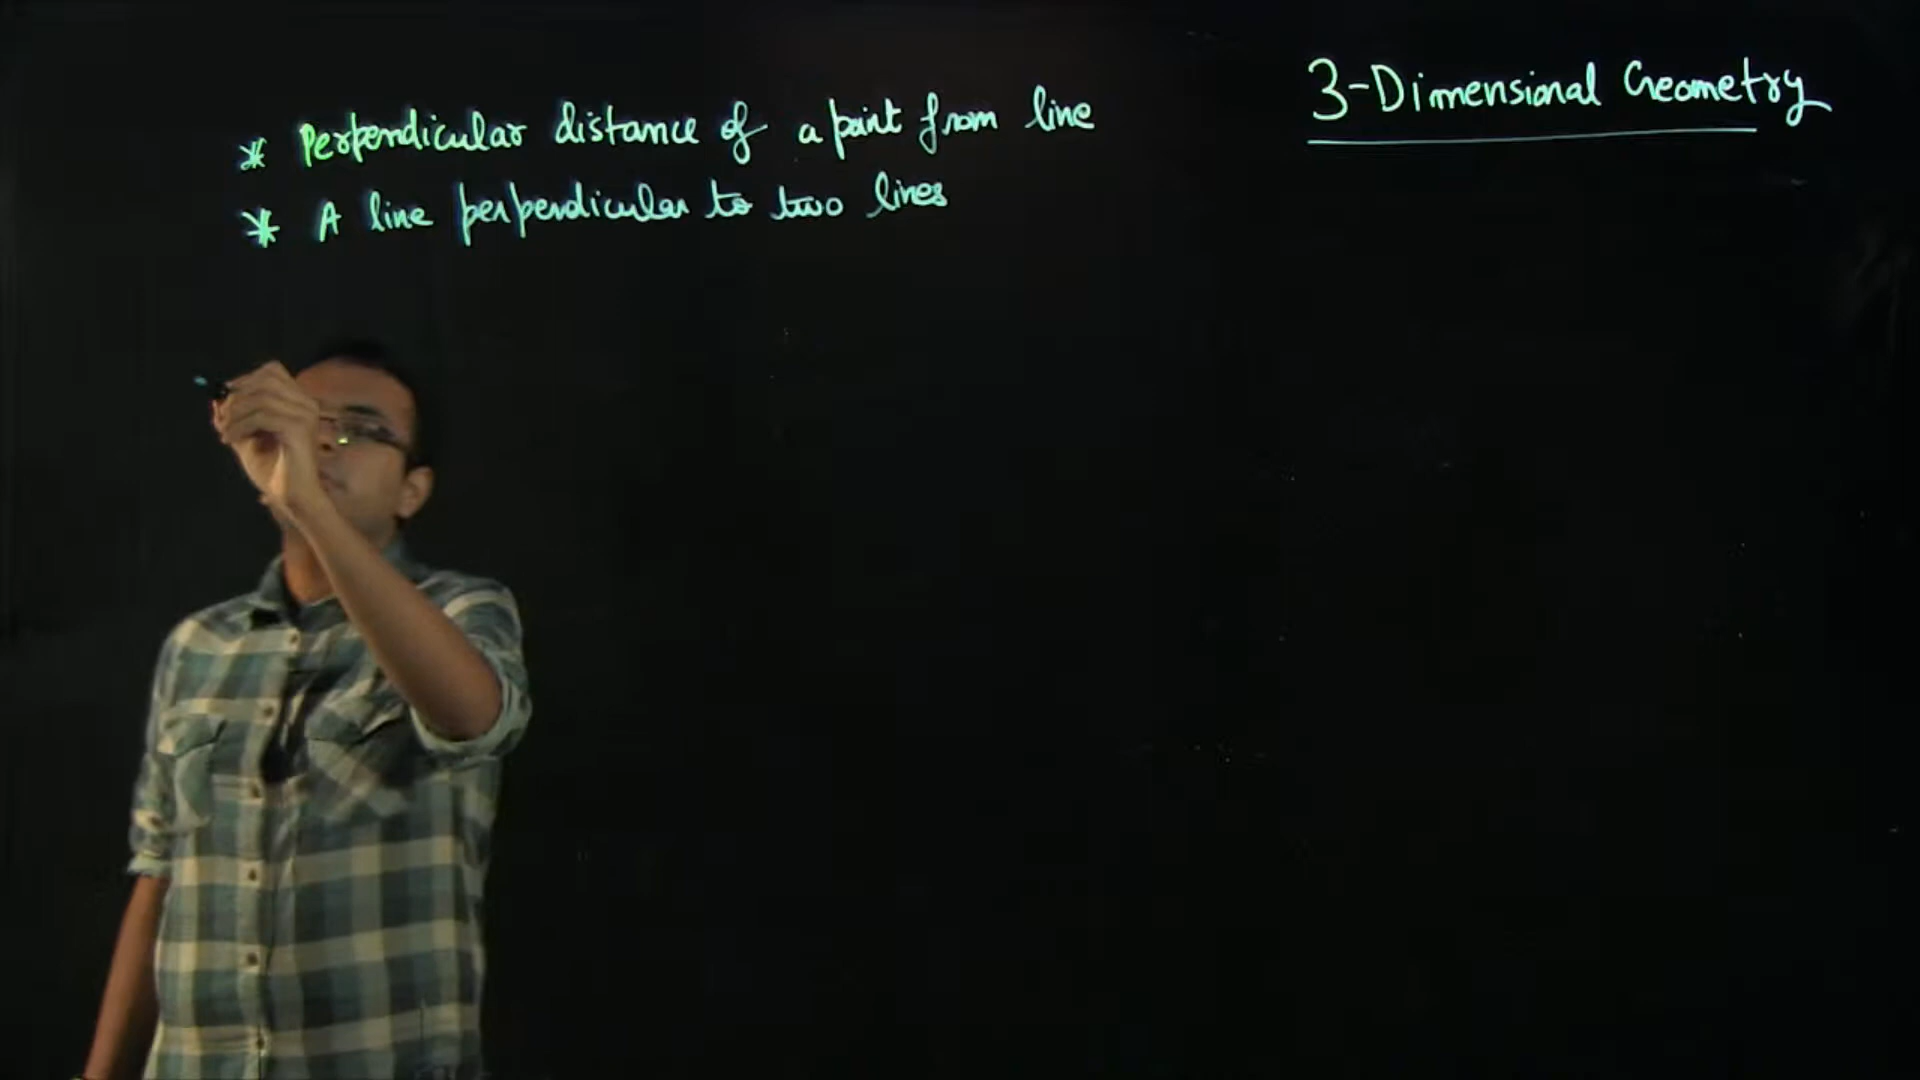 3-Dimensional Geometry
* Perpendicular distance of a point from line
* A line perpendicular to two lines